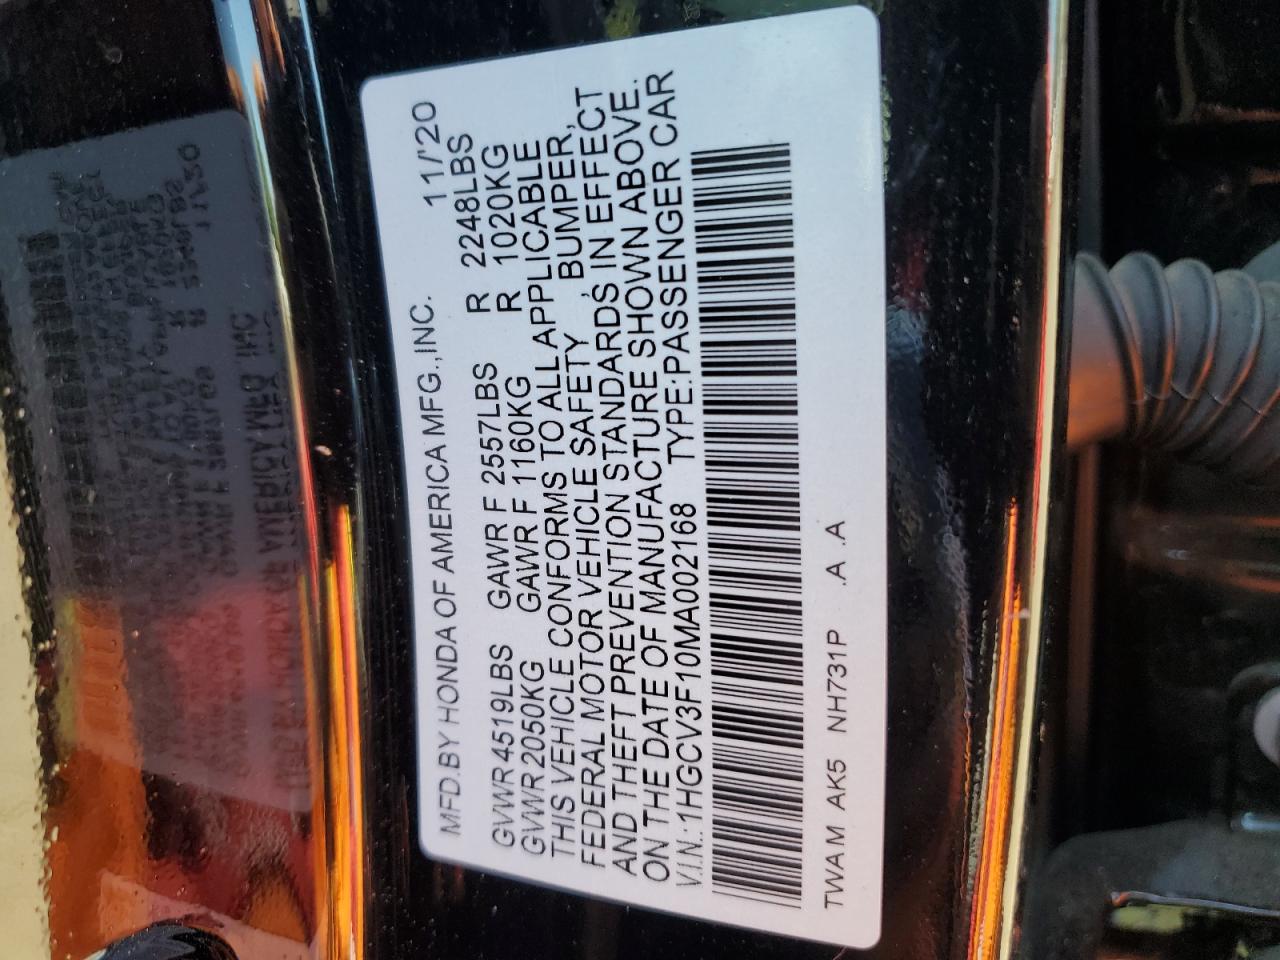 MFD.BY HONDA OF AMERICA MFG.,INC. 11/'20
GVWR 4519LBS GAWR F 2557LBS R 2248LBS
GVWR 2050KG GAWR F 1160KG R 1020KG
THIS VEHICLE CONFORMS TO ALL APPLICABLE
FEDERAL MOTOR VEHICLE SAFETY, BUMPER,
AND THEFT PREVENTION STANDARDS IN EFFECT
ON THE DATE OF MANUFACTURE SHOWN ABOVE.
V.I.N.:1HGCV3F10MA002168 TYPE:PASSENGER CAR
TWAM AK5 NH731P .A .A